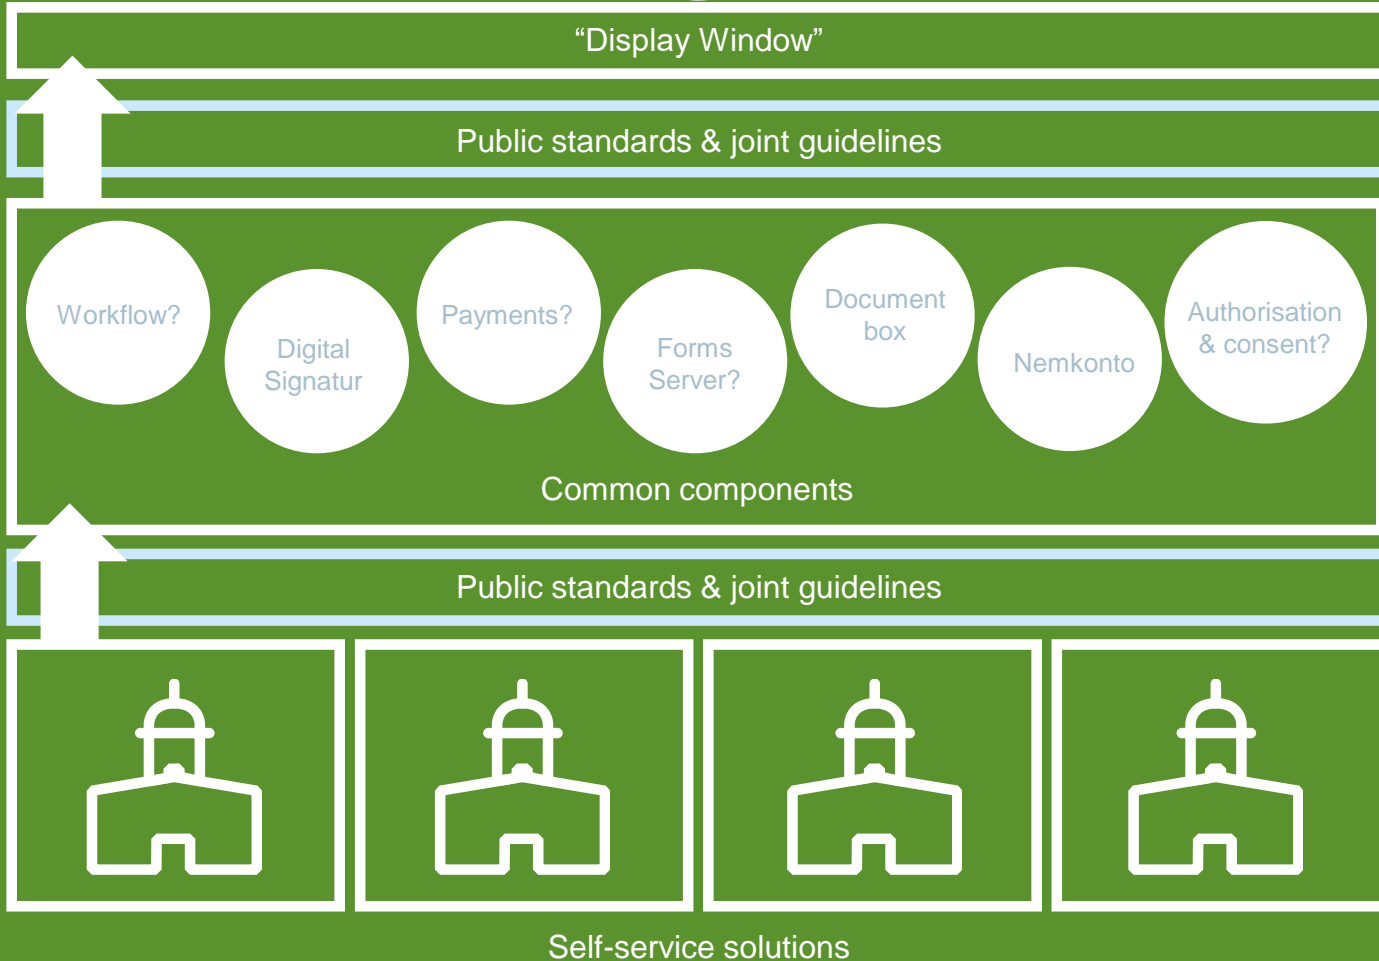 “Display Window”
Public standards & joint guidelines
Workflow?
Digital
Signatur
Payments?
Forms
Server?
Document
box
Nemkonto
Authorisation
& consent?
Common components
Public standards & joint guidelines
Self-service solutions